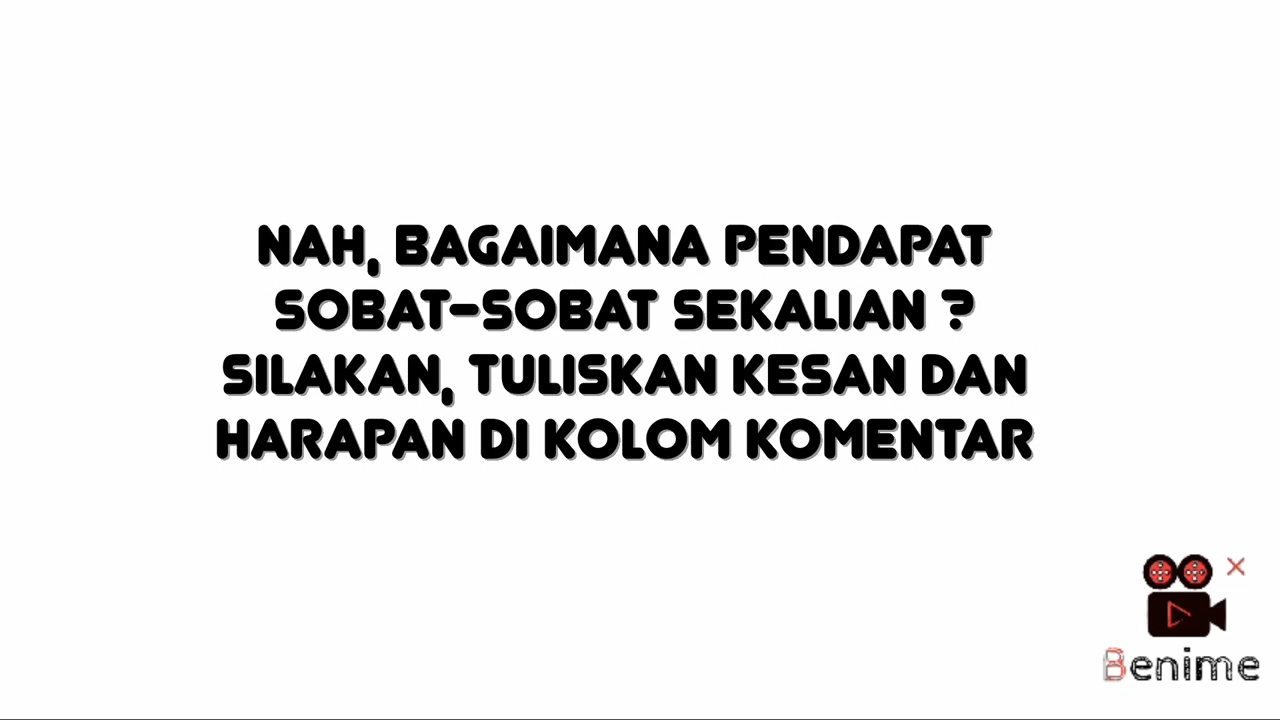 NAH, BAGAIMANA PENDAPAT
SOBAT-SOBAT SEKALIAN ?
SILAKAN, TULISKAN KESAN DAN
HARAPAN DI KOLOM KOMENTAR
Benime